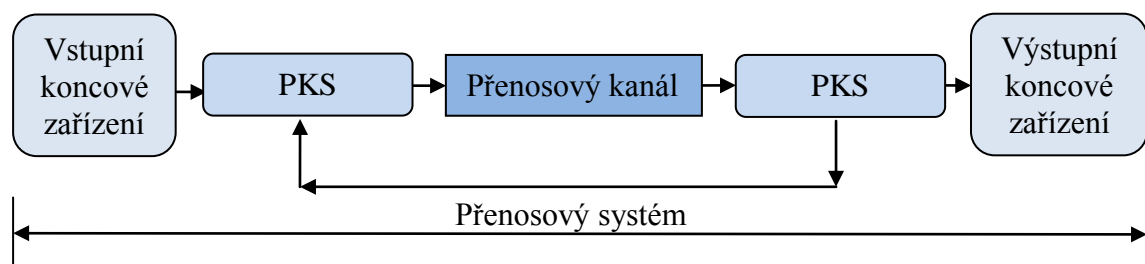 Vstupní
koncové
zařízení
PKS
Přenosový kanál
PKS
Výstupní
koncové
zařízení
Přenosový systém